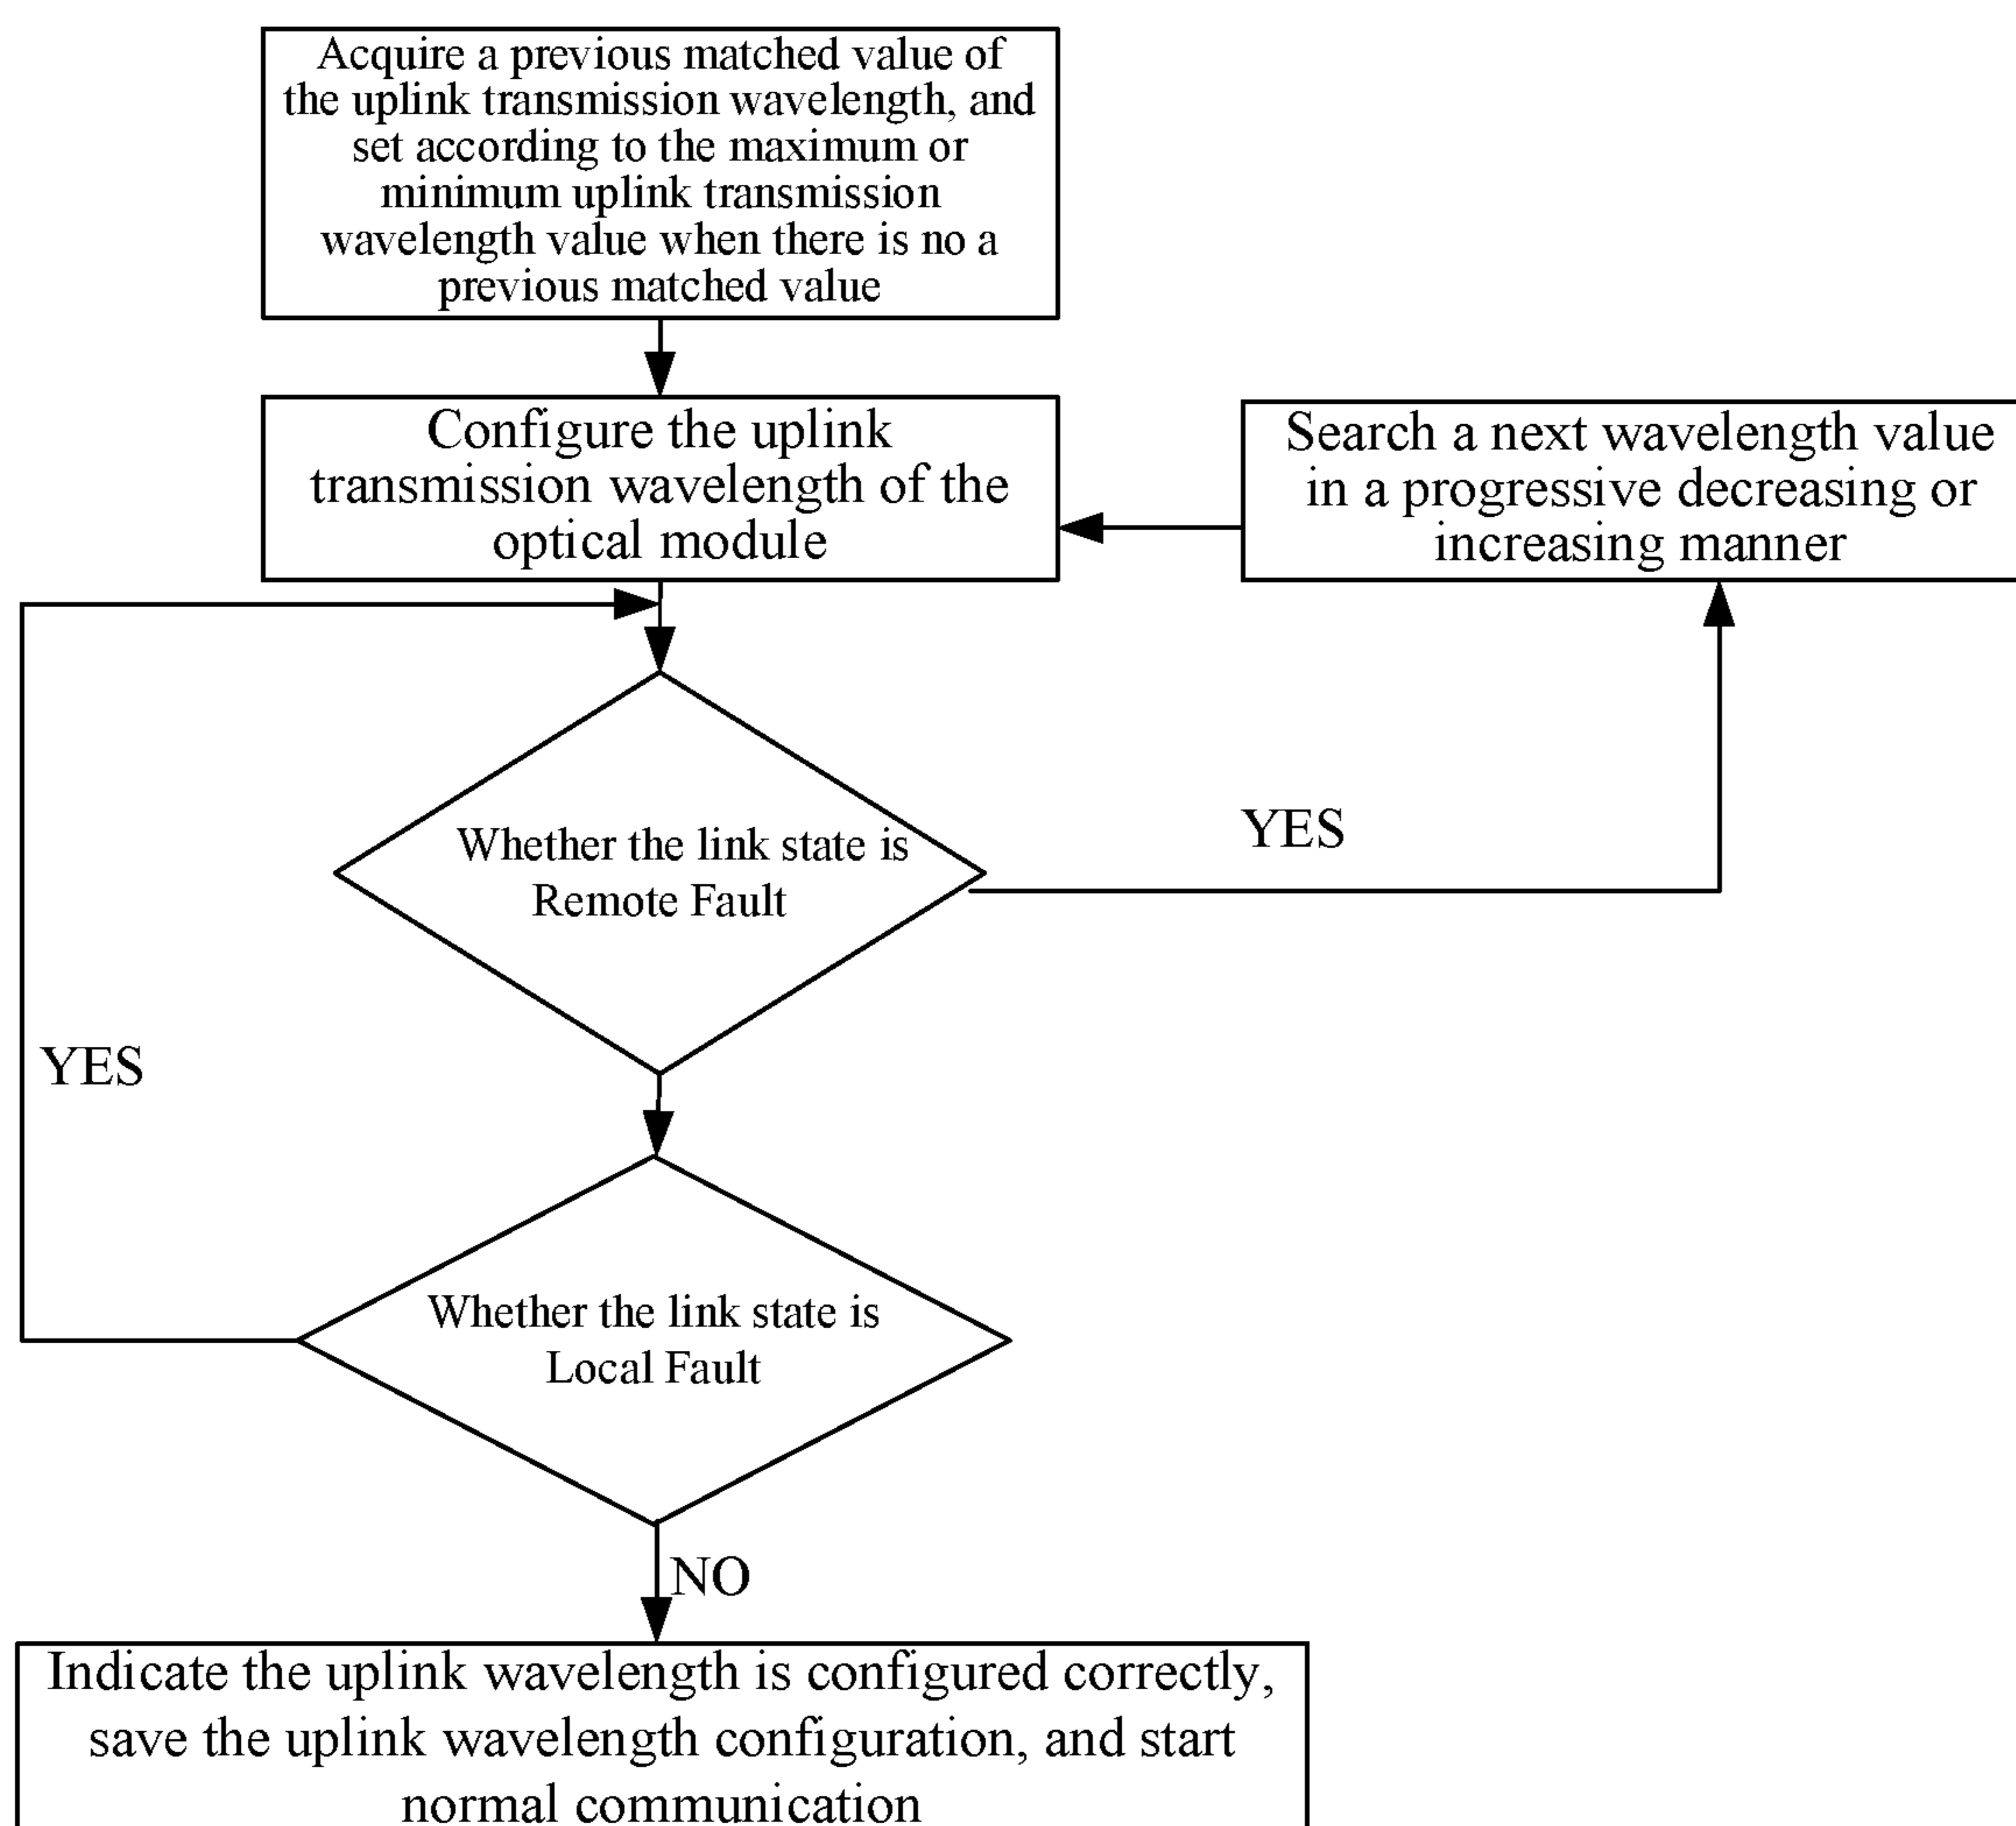 Acquire a previous matched value of
the uplink transmission wavelength, and
set according to the maximum or
minimum uplink transmission
wavelength value when there is no a
previous matched value
Configure the uplink
transmission wavelength of the
optical module
Search a next wavelength value
in a progressive decreasing or
increasing manner
Whether the link state is
Remote Fault
YES
YES
Whether the link state is
Local Fault
NO
Indicate the uplink wavelength is configured correctly,
save the uplink wavelength configuration, and start
normal communication